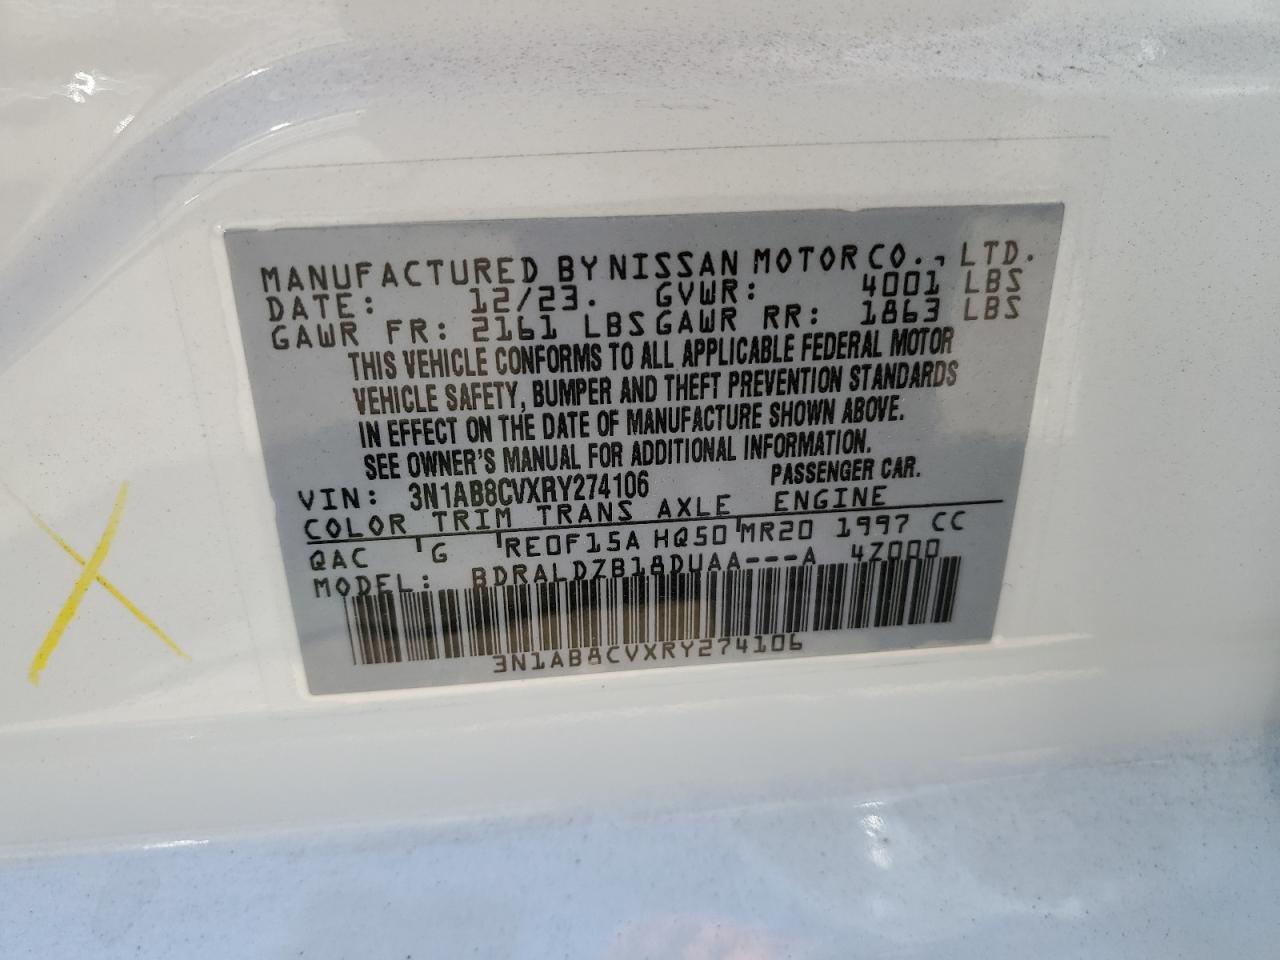 MANUFACTURED BY NISSAN MOTOR CO., LTD.
DATE: 12/23. GVWR: 4001 LBS
GAWR FR: 2161 LBS GAWR RR: 1863 LBS
THIS VEHICLE CONFORMS TO ALL APPLICABLE FEDERAL MOTOR
VEHICLE SAFETY, BUMPER AND THEFT PREVENTION STANDARDS
IN EFFECT ON THE DATE OF MANUFACTURE SHOWN ABOVE.
SEE OWNER'S MANUAL FOR ADDITIONAL INFORMATION.
VIN: 3N1AB8CVXRY274106 PASSENGER CAR.
COLOR TRIM TRANS AXLE ENGINE
QAC G RE0F15A HQ50 MR20 1997 CC
MODEL: BDRALDZB18DUAA---A 4Z000
3N1AB8CVXRY274106